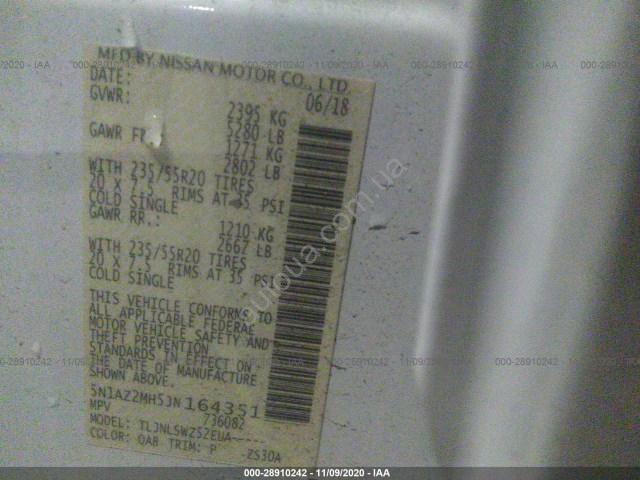 MFD BY NISSAN MOTOR CO., LTD.
DATE: 06/18
GVWR: 2395 KG
5280 LB
GAWR FR 1271 KG
2802 LB
WITH 235/55R20 TIRES
20 X 7.5 RIMS AT 35 PSI
COLD SINGLE
GAWR RR.: 1210 KG
2667 LB
WITH 235/55R20 TIRES
20 X 7.5 RIMS AT 35 PSI
COLD SINGLE
THIS VEHICLE CONFORMS TO
ALL APPLICABLE FEDERAL
MOTOR VEHICLE SAFETY AND
THEFT PREVENTION
STANDARDS IN EFFECT ON
THE DATE OF MANUFACTURE
SHOWN ABOVE.
5N1AZ2MH5JN164351
MPV 736082
MODEL: TLJNLSWZ52EUA-----
COLOR: QAB TRIM: P -ZS30A
000-28910242 - 11/09/2020 - IAA